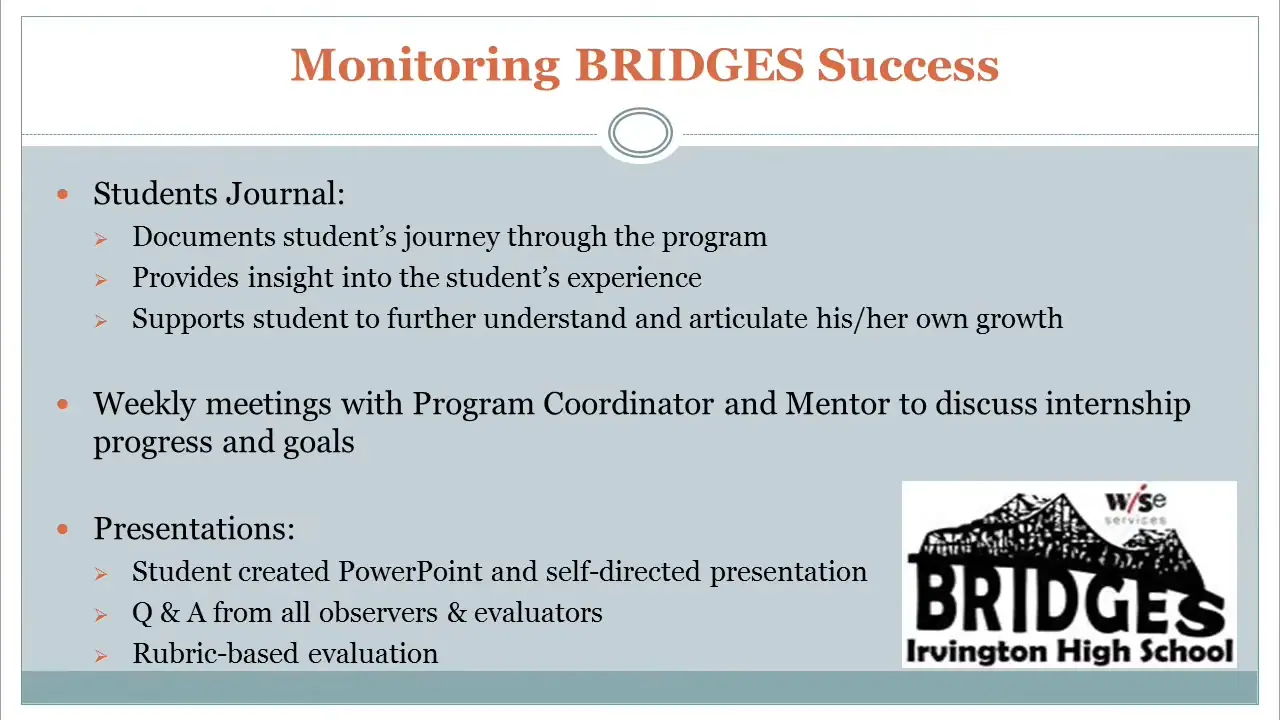 Monitoring BRIDGES Success
Students Journal:
Documents student’s journey through the program
Provides insight into the student’s experience
Supports student to further understand and articulate his/her own growth
Weekly meetings with Program Coordinator and Mentor to discuss internship
progress and goals
Presentations:
Student created PowerPoint and self-directed presentation
Q & A from all observers & evaluators
Rubric-based evaluation
Wise
services
BRIDGES
Irvington High School